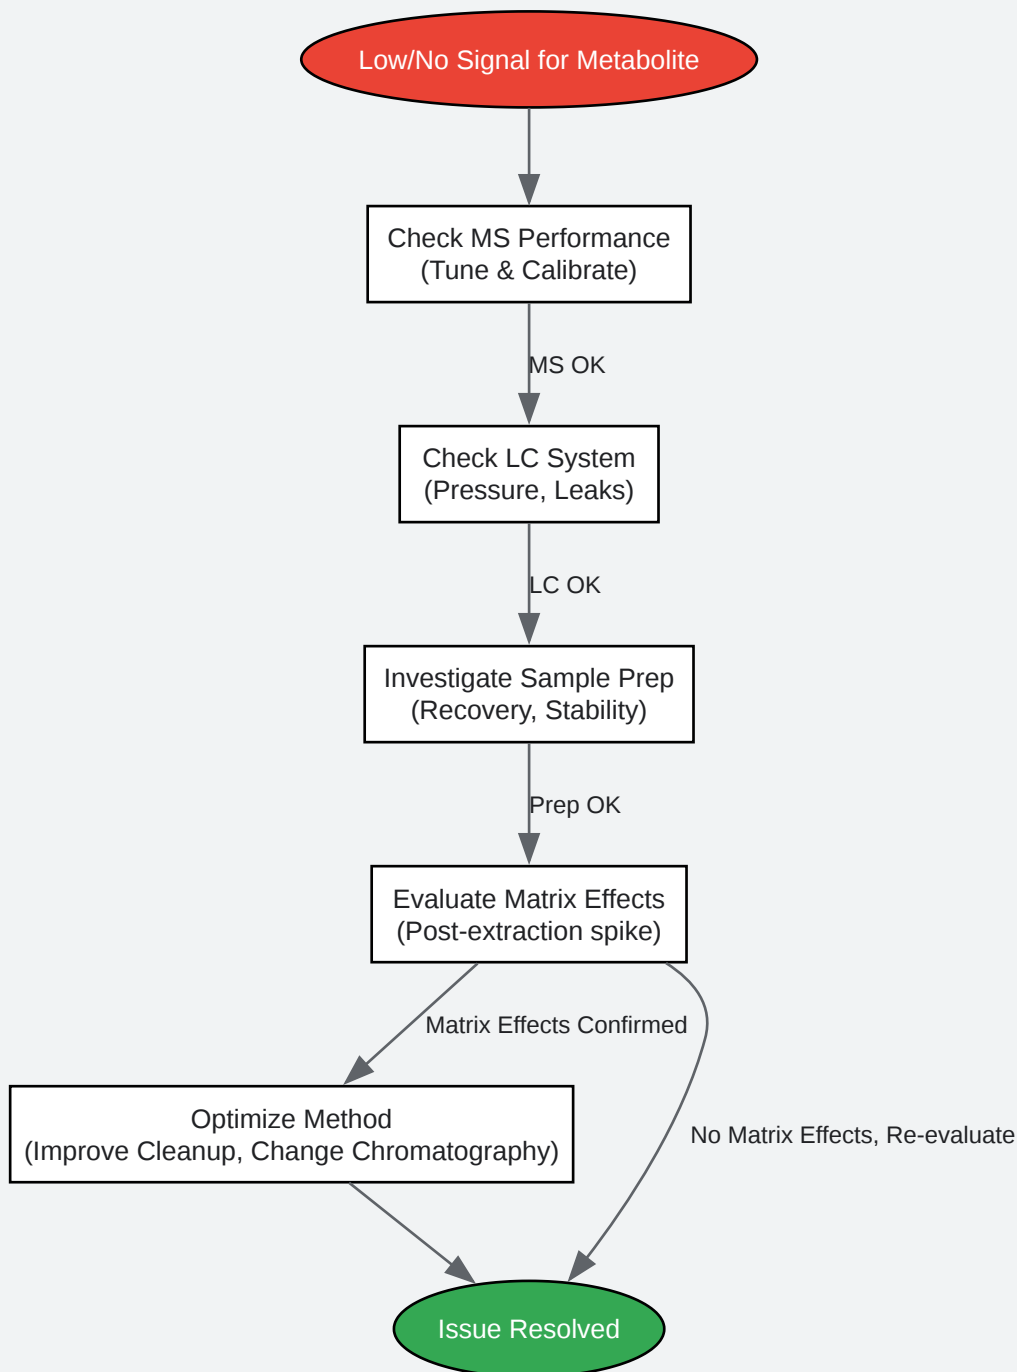 Low/No Signal for Metabolite
Check MS Performance
(Tune & Calibrate)
MS OK
Check LC System
(Pressure, Leaks)
LC OK
Investigate Sample Prep
(Recovery, Stability)
Prep OK
Evaluate Matrix Effects
(Post-extraction spike)
Matrix Effects Confirmed
Optimize Method
(Improve Cleanup, Change Chromatography)
No Matrix Effects, Re-evaluate
Issue Resolved